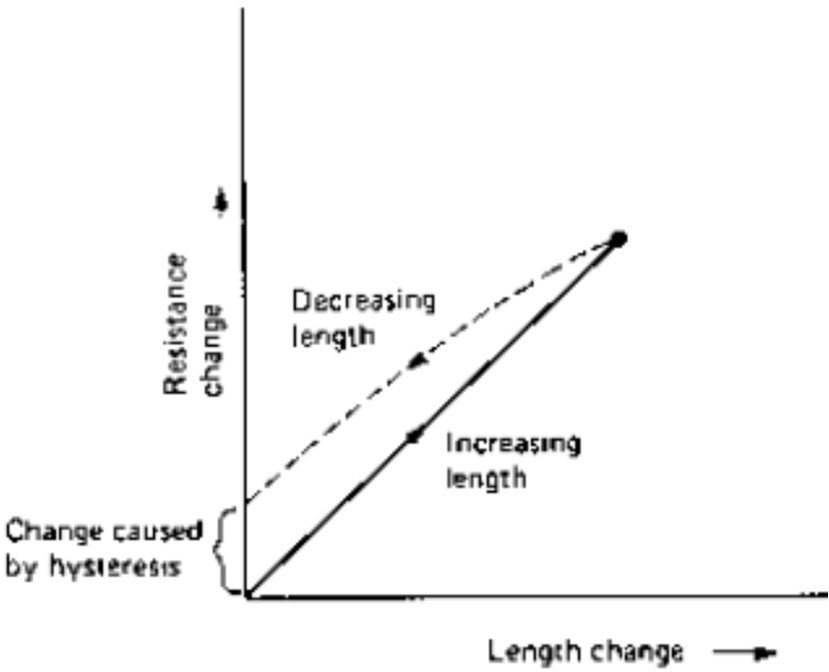 Resistance
change
Decreasing
length
Increasing
length
Change caused
by hysteresis
Length change